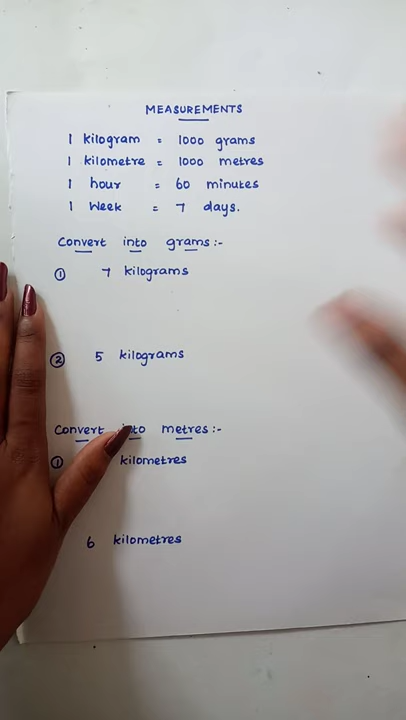 MEASUREMENTS
1 kilogram = 1000 grams
1 kilometre = 1000 metres
1 hour = 60 minutes
1 Week = 7 days.
Convert into grams :-
① 7 kilograms
② 5 kilograms
Convert into metres :-
① kilometres
6 kilometres